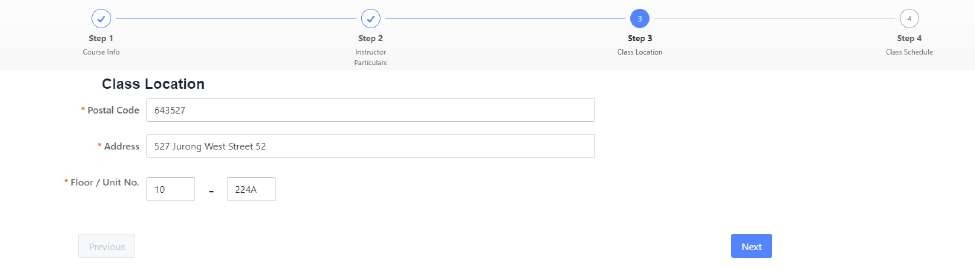 3
4
Step 1
Step 2
Step 3
Step 4
Course Info
Instructor
Particulars
Class Location
Class Schedule
Class Location
* Postal Code 643527
* Address 527 Jurong West Street 52
* Floor / Unit No. 10 - 224A
Previous
Next